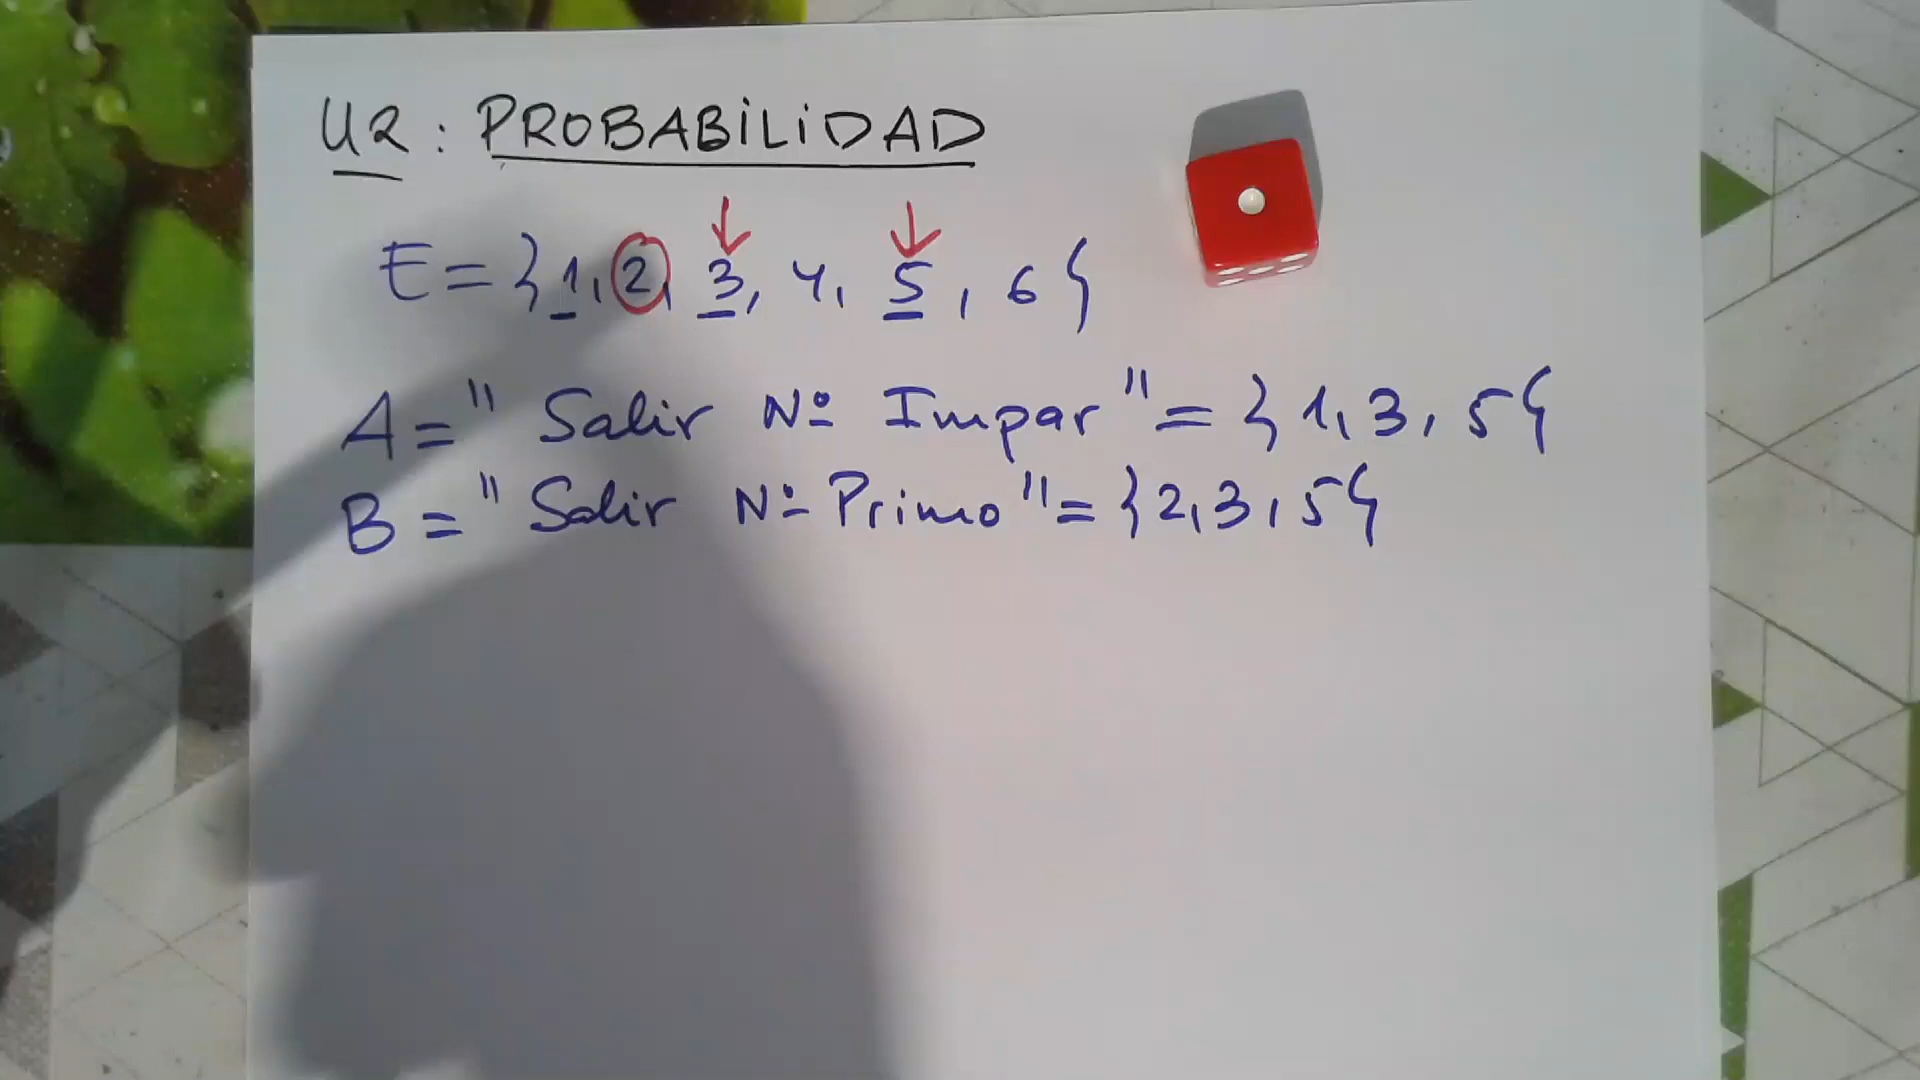 U2: PROBABILIDAD
E = {1, 2, 3, 4, 5, 6}
A = " Salir Nº Impar " = {1, 3, 5}
B = " Salir Nº Primo " = {2, 3, 5}